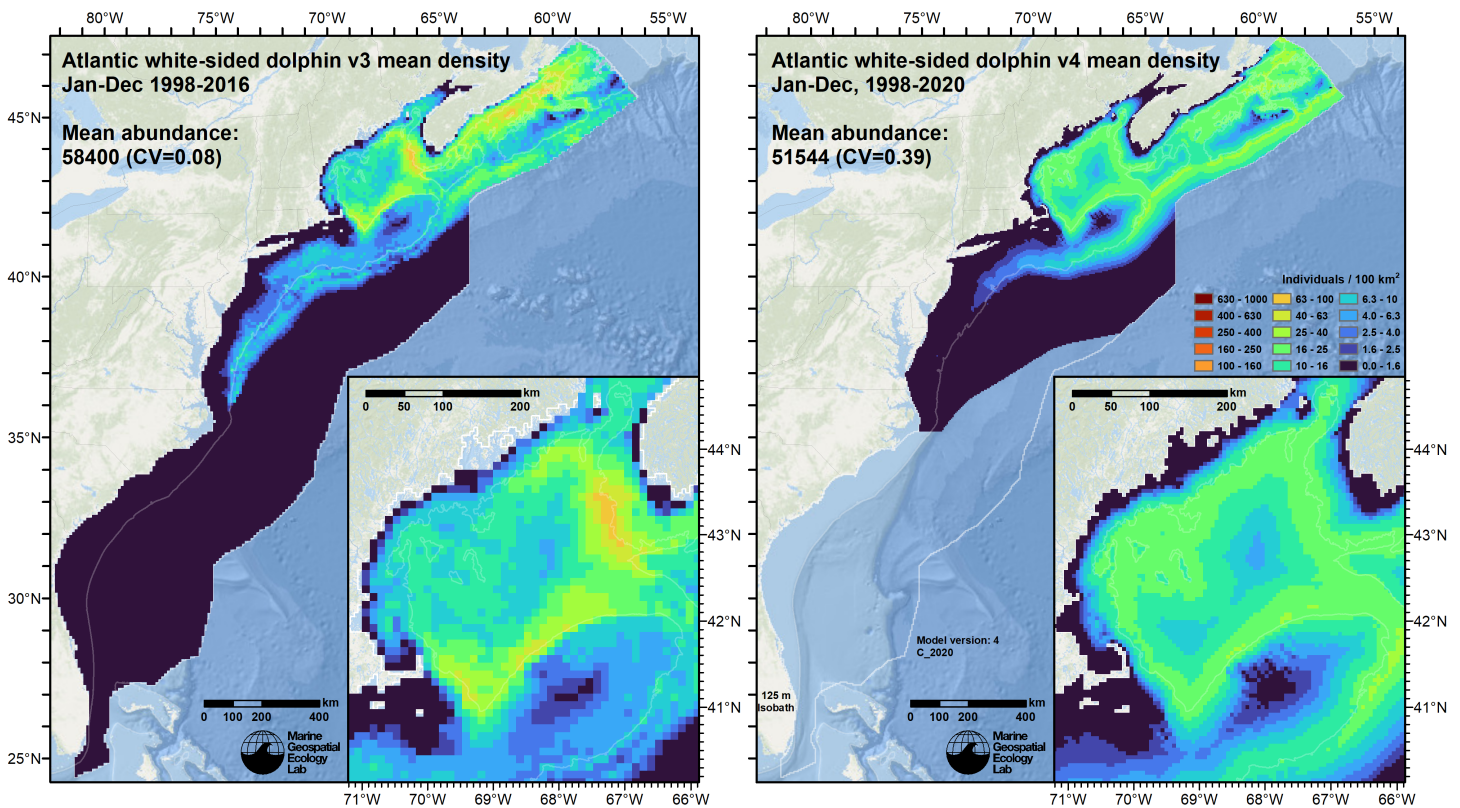 80°W 75°W 70°W 65°W 60°W 55°W
Atlantic white-sided dolphin v3 mean density
Jan-Dec 1998-2016
Mean abundance:
58400 (CV=0.08)
45°N
40°N
35°N
30°N
25°N
km
0 50 100 200
44°N
43°N
42°N
41°N
km
0 100 200 400
Marine
Geospatial
Ecology
Lab
71°W 70°W 69°W 68°W 67°W 66°W
80°W 75°W 70°W 65°W 60°W 55°W
Atlantic white-sided dolphin v4 mean density
Jan-Dec, 1998-2020
Mean abundance:
51544 (CV=0.39)
Individuals / 100 km2
630 - 1000 63 - 100 6.3 - 10
400 - 630 40 - 63 4.0 - 6.3
250 - 400 25 - 40 2.5 - 4.0
160 - 250 16 - 25 1.6 - 2.5
100 - 160 10 - 16 0.0 - 1.6
km
0 50 100 200
44°N
43°N
42°N
41°N
Model version: 4
C_2020
125 m
Isobath
km
0 100 200 400
Marine
Geospatial
Ecology
Lab
71°W 70°W 69°W 68°W 67°W 66°W